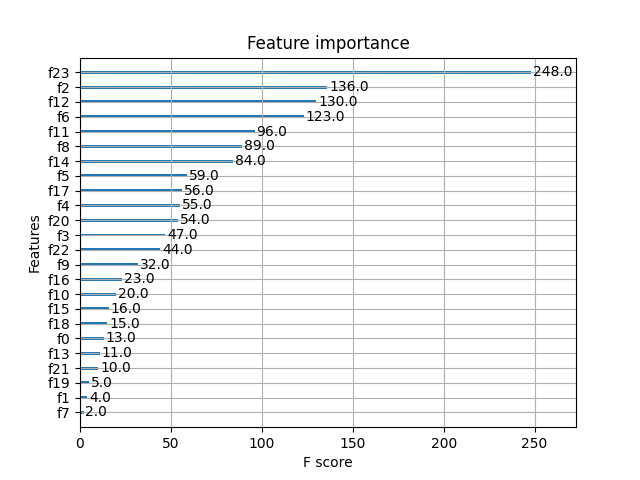 Feature importance
f23 248.0
f2 136.0
f12 130.0
f6 123.0
f11 96.0
f8 89.0
f14 84.0
f5 59.0
f17 56.0
f4 55.0
f20 54.0
f3 47.0
f22 44.0
f9 32.0
f16 23.0
f10 20.0
f15 16.0
f18 15.0
f0 13.0
f13 11.0
f21 10.0
f19 5.0
f1 4.0
f7 2.0
Features
0 50 100 150 200 250
F score